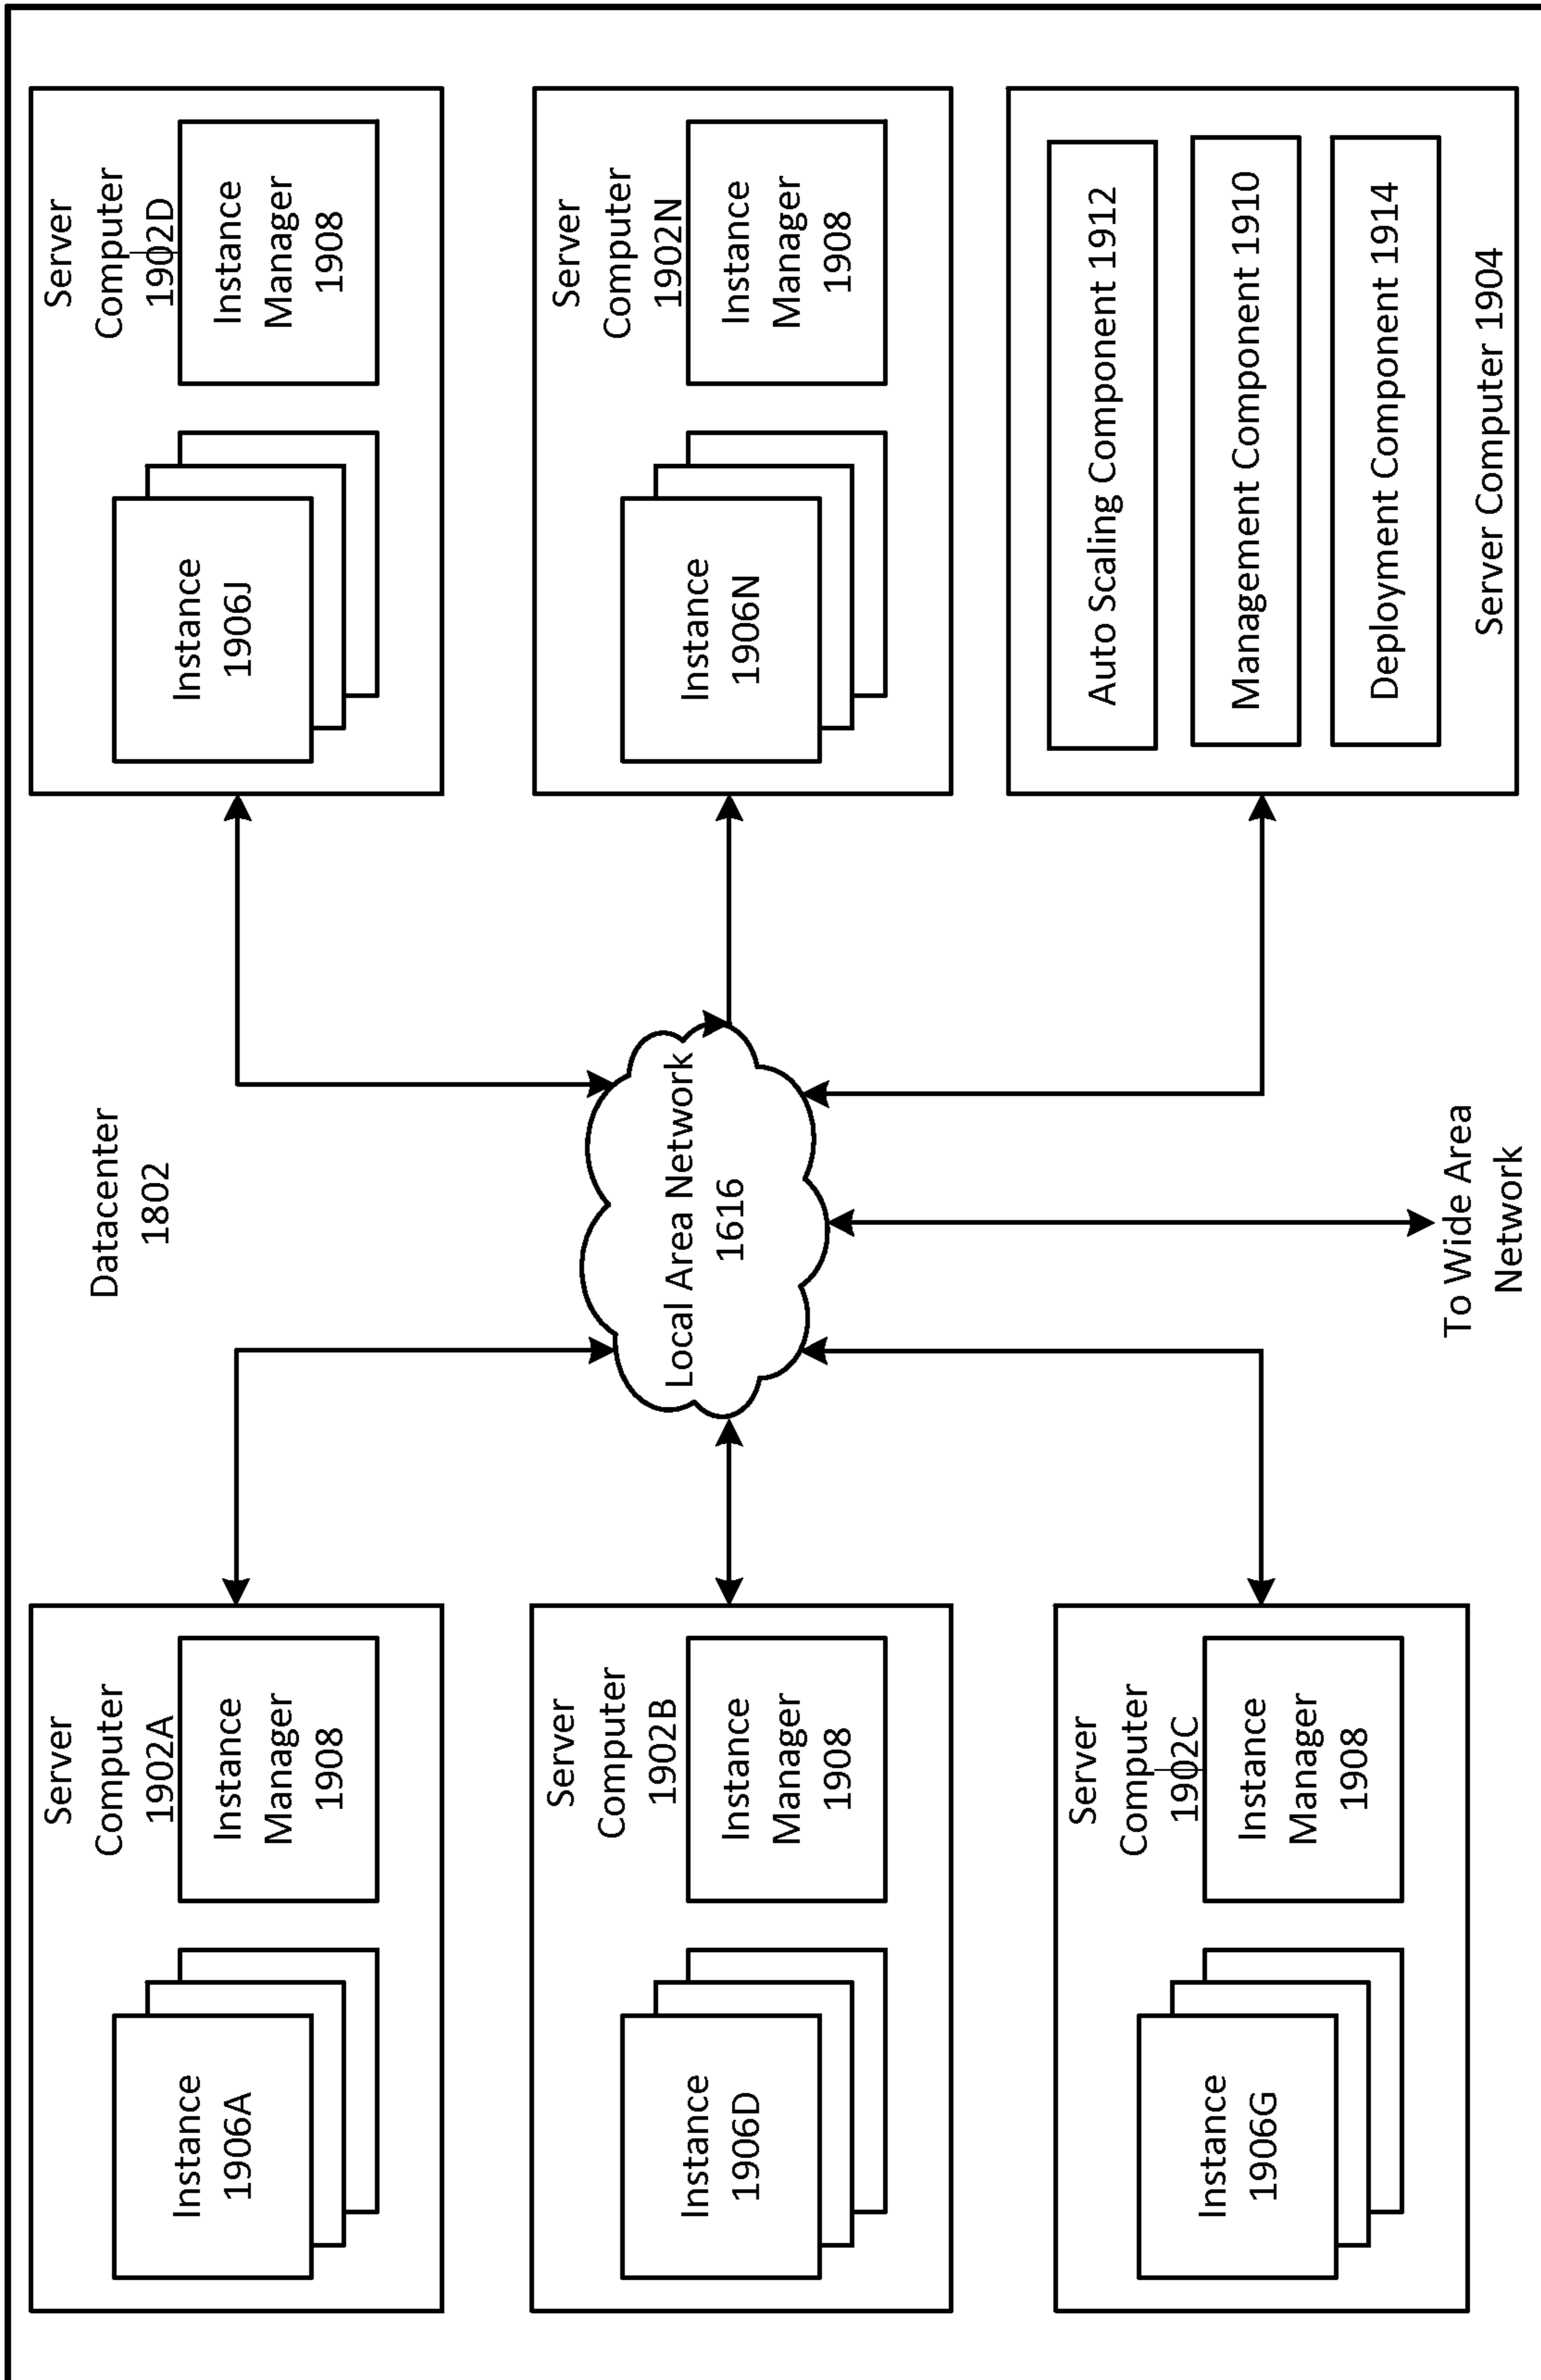 Datacenter
1802
Server
Computer
1902A
Instance
Manager
1908
Instance
1906A
Server
Computer
1902B
Instance
Manager
1908
Instance
1906D
Server
Computer
1902C
Instance
Manager
1908
Instance
1906G
Local Area Network
1616
To Wide Area
Network
Server
Computer
1902D
Instance
Manager
1908
Instance
1906J
Server
Computer
1902N
Instance
Manager
1908
Instance
1906N
Auto Scaling Component 1912
Management Component 1910
Deployment Component 1914
Server Computer 1904